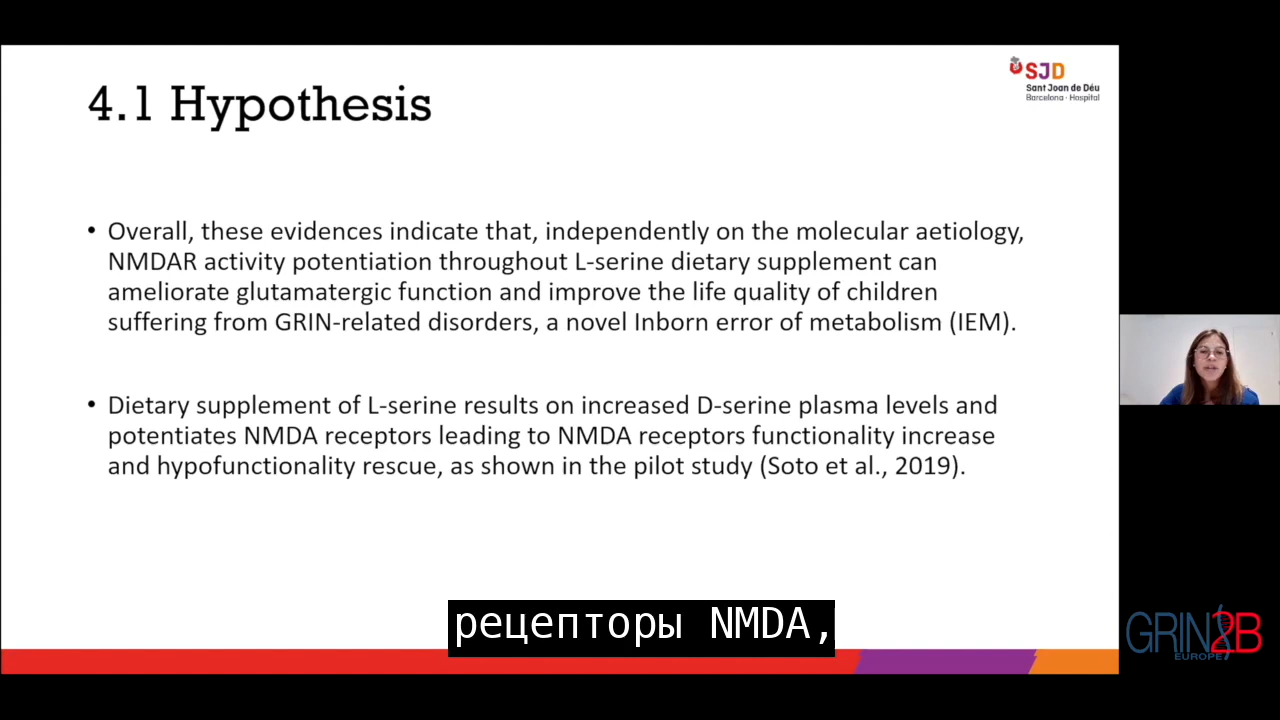 4.1 Hypothesis
SJD
Sant Joan de Déu
Barcelona · Hospital
• Overall, these evidences indicate that, independently on the molecular aetiology,
NMDAR activity potentiation throughout L-serine dietary supplement can
ameliorate glutamatergic function and improve the life quality of children
suffering from GRIN-related disorders, a novel Inborn error of metabolism (IEM).
• Dietary supplement of L-serine results on increased D-serine plasma levels and
potentiates NMDA receptors leading to NMDA receptors functionality increase
and hypofunctionality rescue, as shown in the pilot study (Soto et al., 2019).
рецепторы NMDA,
GRIN2B
EUROPE